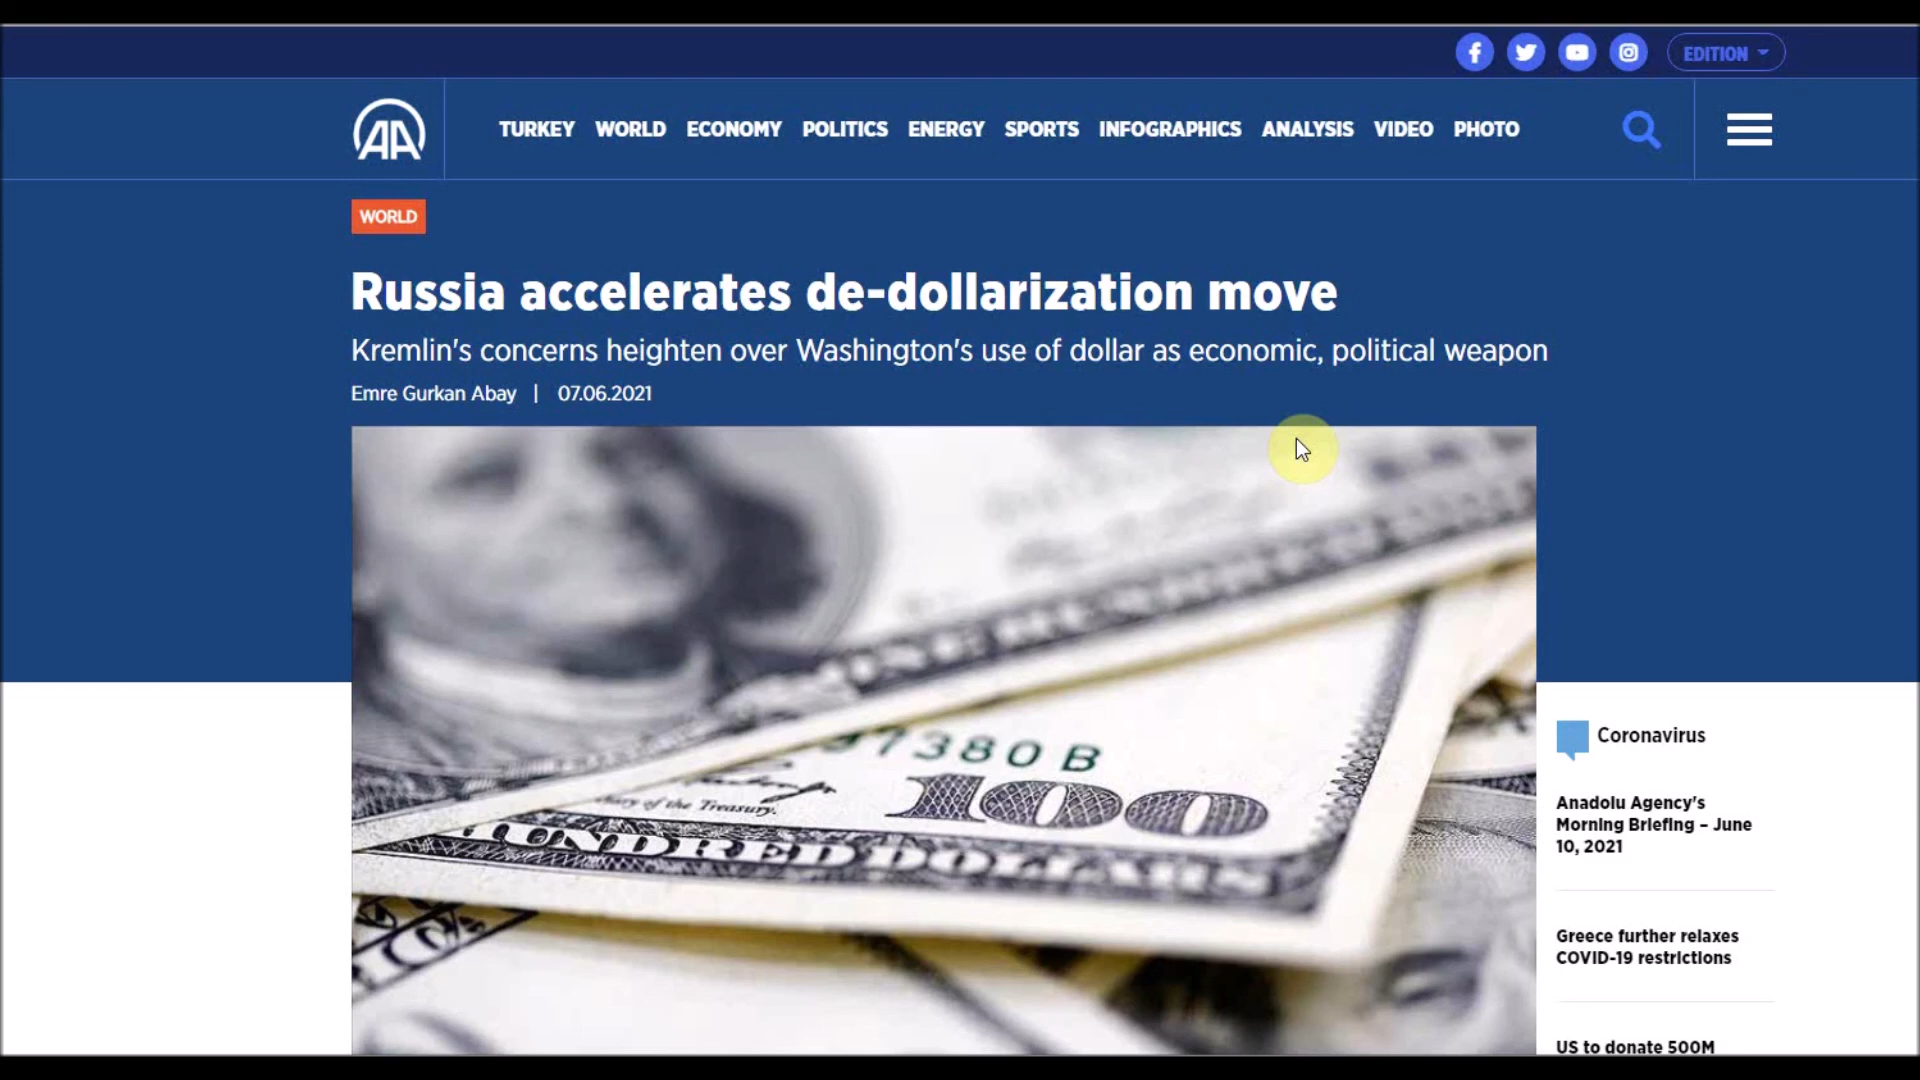 EDITION
AA
TURKEY WORLD ECONOMY POLITICS ENERGY SPORTS INFOGRAPHICS ANALYSIS VIDEO PHOTO
WORLD
Russia accelerates de-dollarization move
Kremlin's concerns heighten over Washington's use of dollar as economic, political weapon
Emre Gurkan Abay | 07.06.2021
7380 B
of the Treasury.
100
HUNDRED DOLLARS
Coronavirus
Anadolu Agency's
Morning Briefing – June
10, 2021
Greece further relaxes
COVID-19 restrictions
US to donate 500M